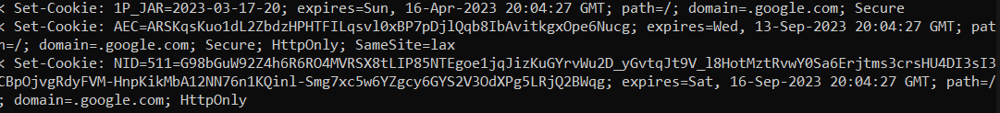 < Set-Cookie: 1P_JAR=2023-03-17-20; expires=Sun, 16-Apr-2023 20:04:27 GMT; path=/; domain=.google.com; Secure
< Set-Cookie: AEC=ARSKqsKuo1dL2ZbdzHPHTFILqsvl0xBP7pDjlQqb8IbAvitkgxOpe6Nucg; expires=Wed, 13-Sep-2023 20:04:27 GMT; pat
h=/; domain=.google.com; Secure; HttpOnly; SameSite=lax
< Set-Cookie: NID=511=G98bGuW92Z4h6R6RO4MVRSX8tLIP85NTEgoe1jqJizKuGYrvWu2D_yGvtqJt9V_l8HotMztRvwY0Sa6Erjtms3crsHU4DI3sI3
CBpOjvgRdyFVM-HnpKikMbA12NN76n1KQinl-Smg7xc5w6YZgcy6GYS2V3OdXPg5LRjQ2BWqg; expires=Sat, 16-Sep-2023 20:04:27 GMT; path=/
; domain=.google.com; HttpOnly